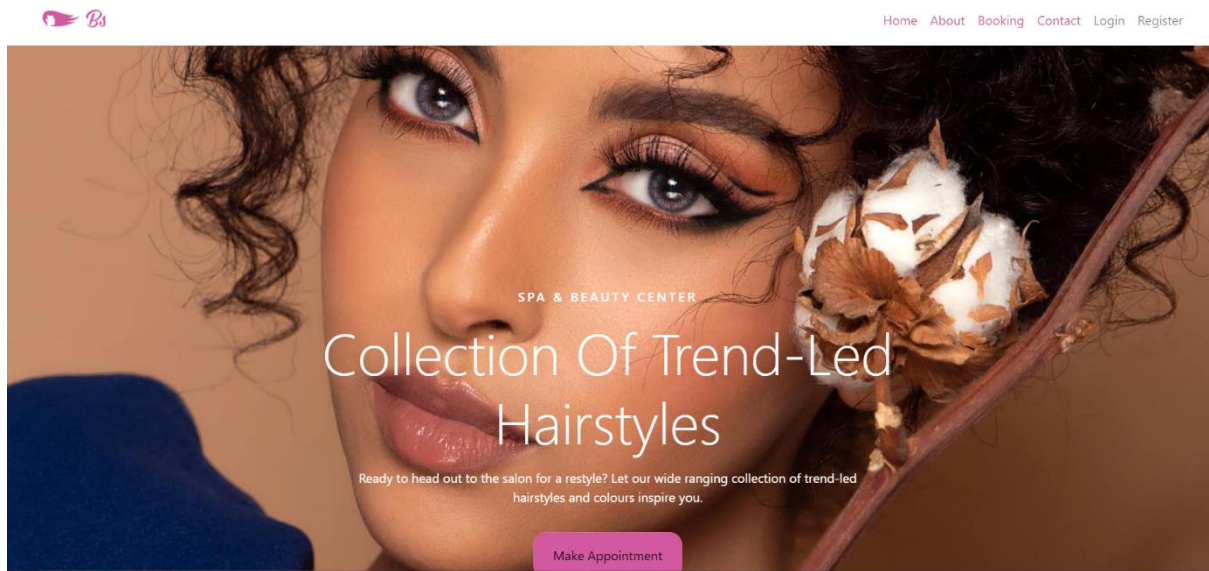 Bs
Home About Booking Contact Login Register
SPA & BEAUTY CENTER
Collection Of Trend-Led
Hairstyles
Ready to head out to the salon for a restyle? Let our wide ranging collection of trend-led
hairstyles and colours inspire you.
Make Appointment